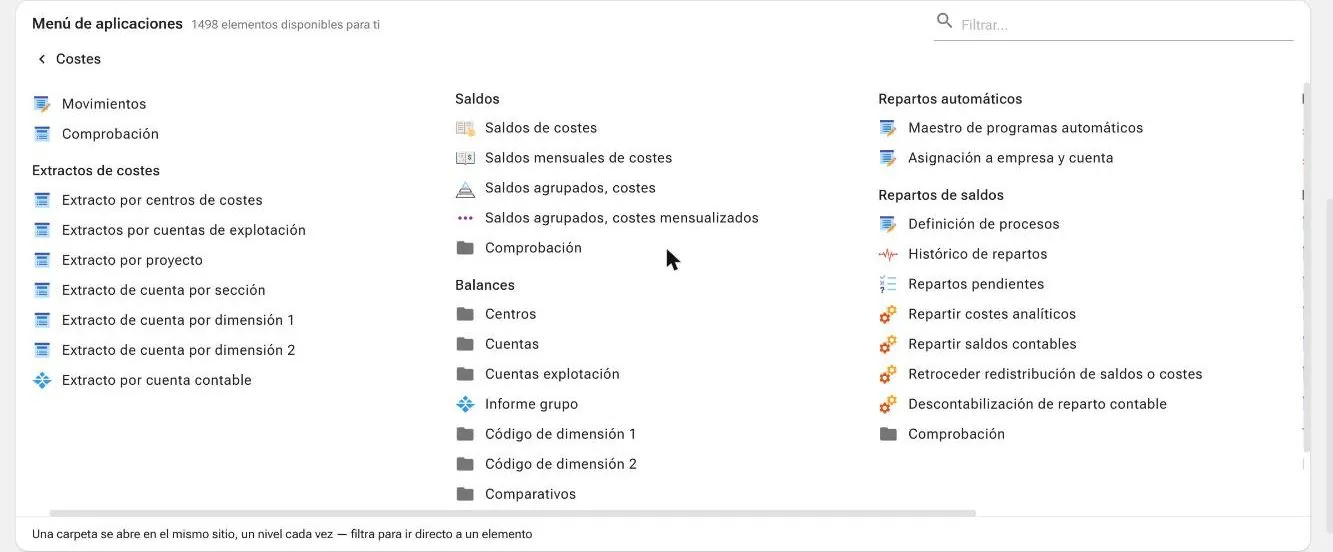 Menú de aplicaciones 1498 elementos disponibles para ti
Filtrar...
Costes
Movimientos
Comprobación
Extractos de costes
Extracto por centros de costes
Extractos por cuentas de explotación
Extracto por proyecto
Extracto de cuenta por sección
Extracto de cuenta por dimensión 1
Extracto de cuenta por dimensión 2
Extracto por cuenta contable
Saldos
Saldos de costes
Saldos mensuales de costes
Saldos agrupados, costes
Saldos agrupados, costes mensualizados
Comprobación
Balances
Centros
Cuentas
Cuentas explotación
Informe grupo
Código de dimensión 1
Código de dimensión 2
Comparativos
Repartos automáticos
Maestro de programas automáticos
Asignación a empresa y cuenta
Repartos de saldos
Definición de procesos
Histórico de repartos
Repartos pendientes
Repartir costes analíticos
Repartir saldos contables
Retroceder redistribución de saldos o costes
Descontabilización de reparto contable
Comprobación
Una carpeta se abre en el mismo sitio, un nivel cada vez — filtra para ir directo a un elemento